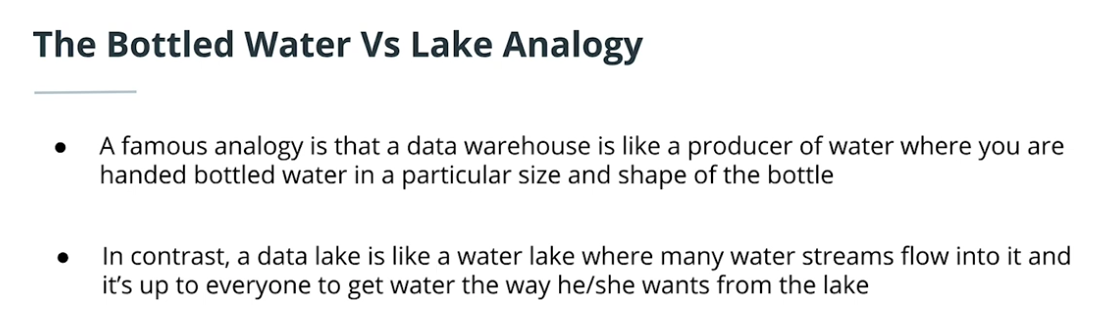 The Bottled Water Vs Lake Analogy
● A famous analogy is that a data warehouse is like a producer of water where you are
handed bottled water in a particular size and shape of the bottle
● In contrast, a data lake is like a water lake where many water streams flow into it and
it's up to everyone to get water the way he/she wants from the lake